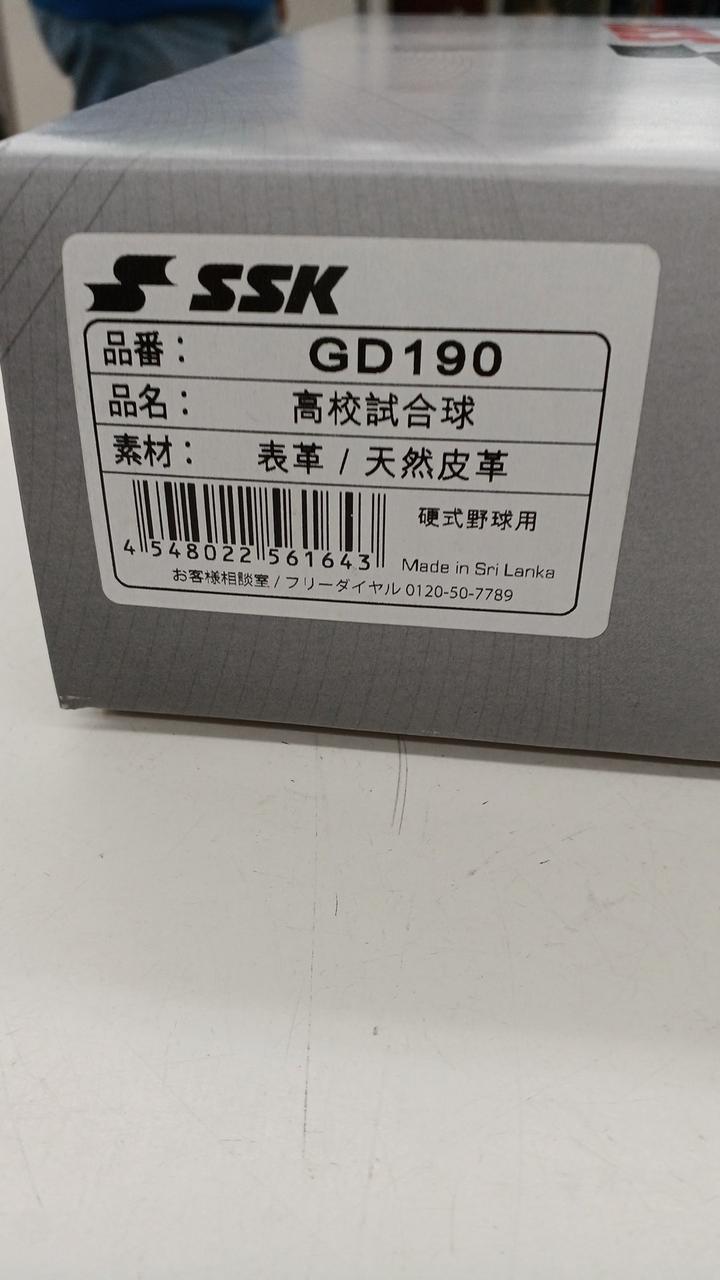 SSK
品番： GD190
品名： 高校試合球
素材： 表革 / 天然皮革
硬式野球用
4 548022 561643
Made in Sri Lanka
お客様相談室 / フリーダイヤル 0120-50-7789